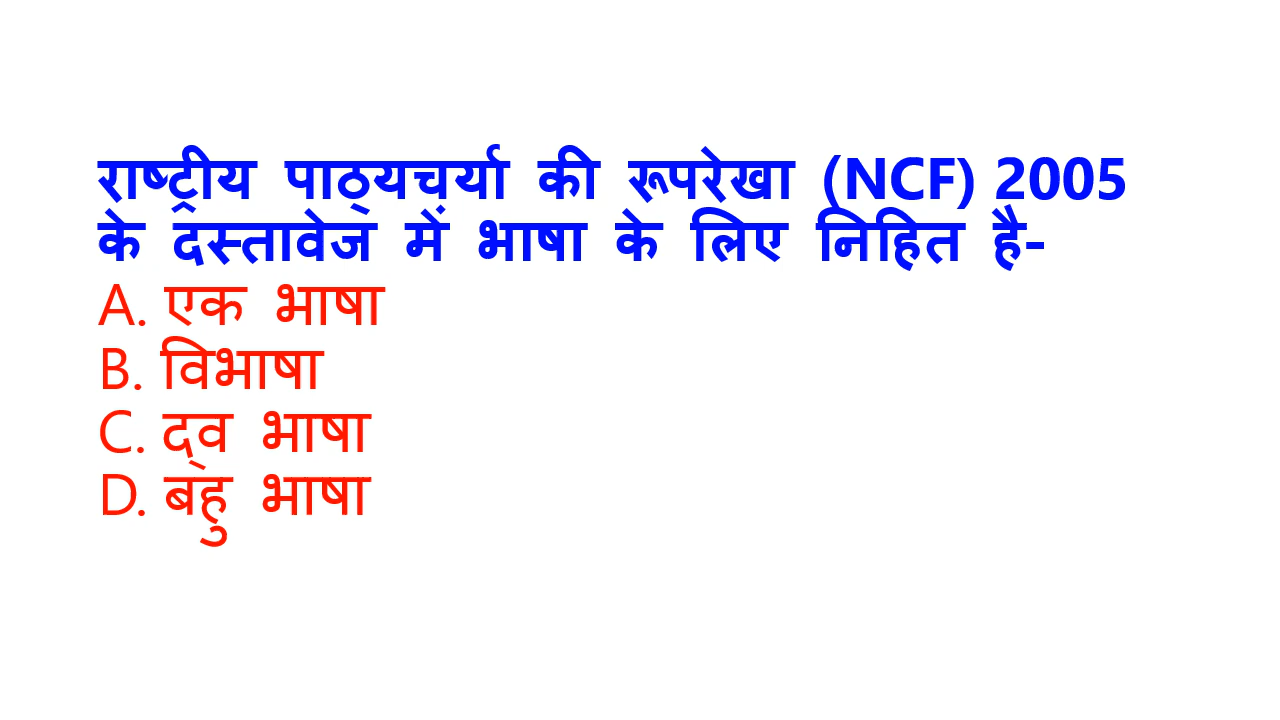 राष्ट्रीय पाठ्यचर्या की रूपरेखा (NCF) 2005
के दस्तावेज में भाषा के लिए निहित है-
A. एक भाषा
B. विभाषा
C. द्व भाषा
D. बहु भाषा